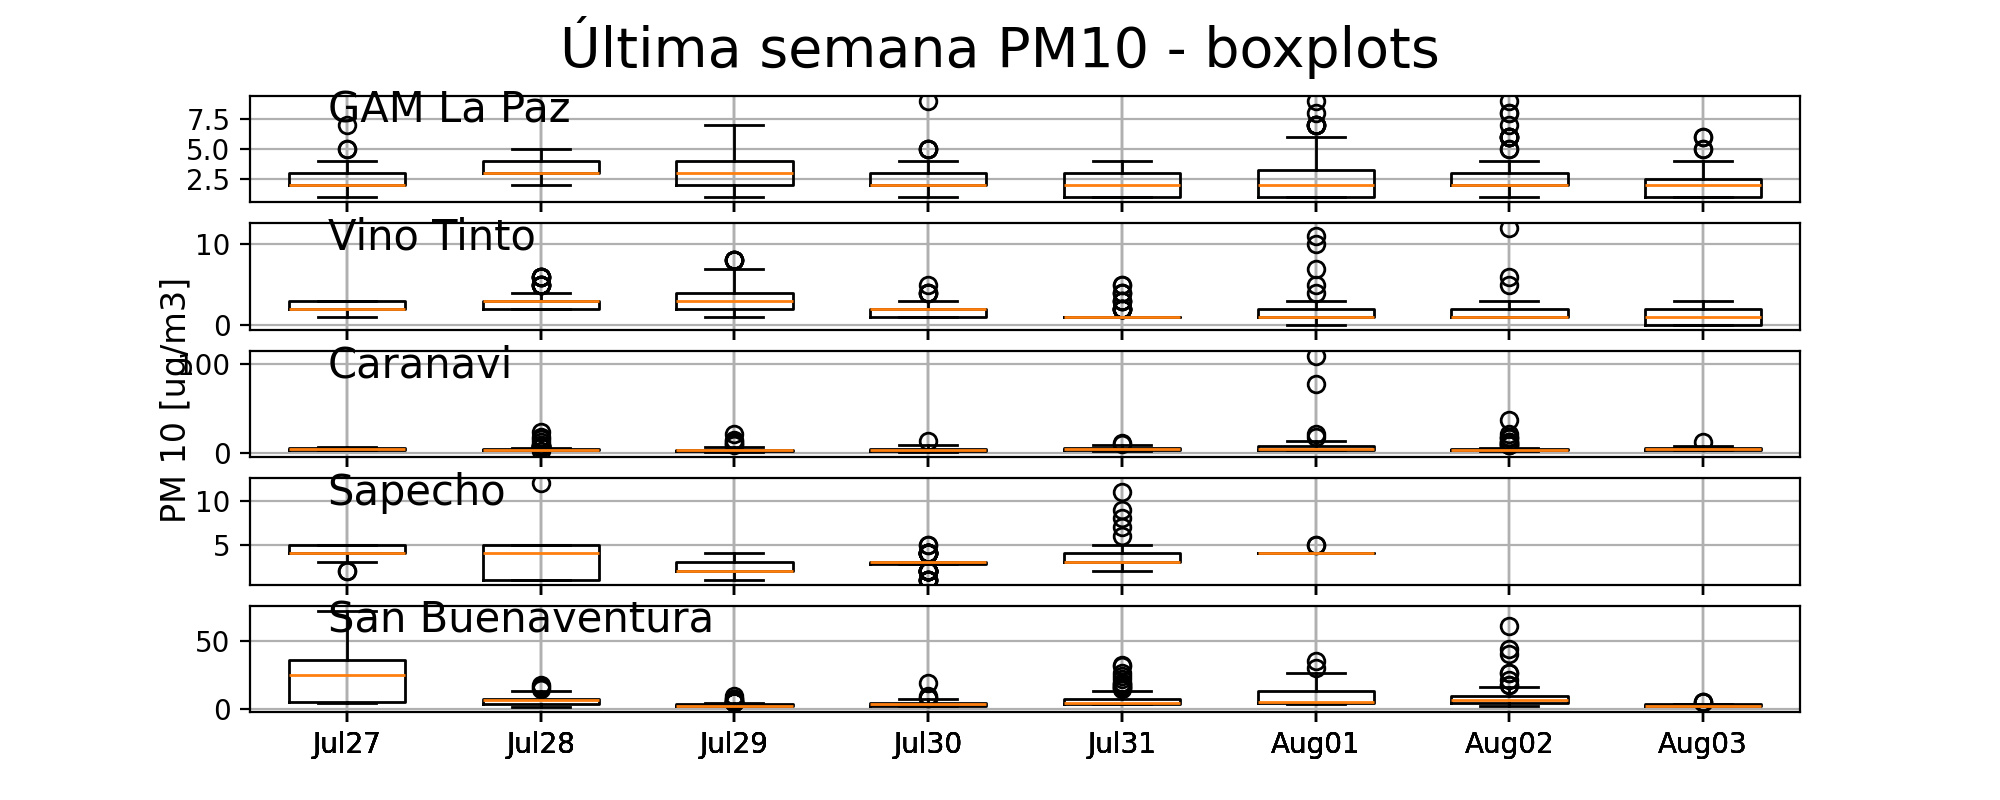 Última semana PM10 - boxplots
GAM La Paz
7.5
5.0
2.5
Vino Tinto
10
0
PM 10 [ug/m3]
Caranavi
100
0
Sapecho
10
5
San Buenaventura
50
0
Jul27 Jul28 Jul29 Jul30 Jul31 Aug01 Aug02 Aug03